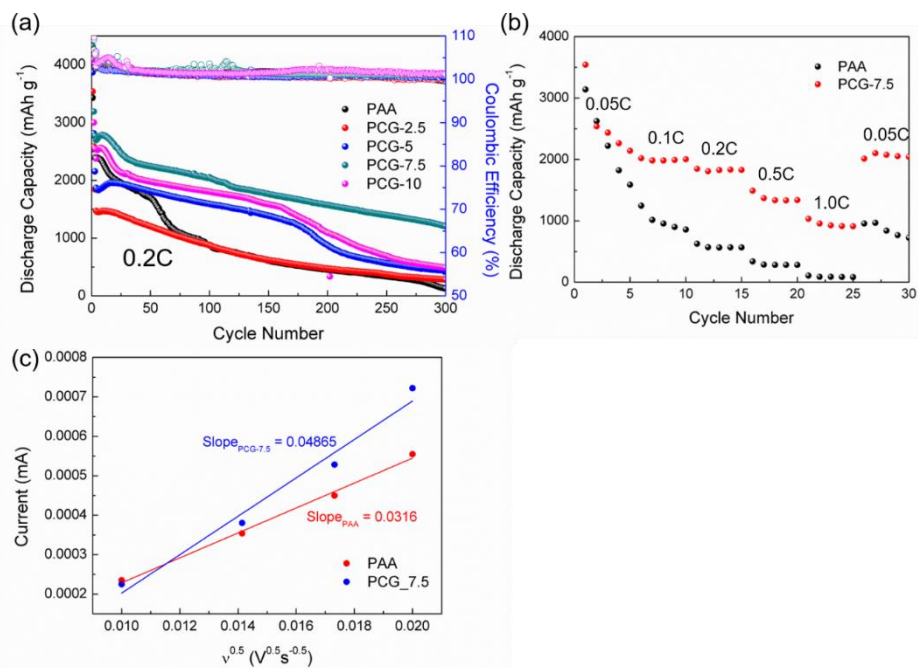 (a)
4000
3000
2000
1000
0
Discharge Capacity (mAh g⁻¹)
110
100
90
80
70
60
50
Coulombic Efficiency (%)
PAA
PCG-2.5
PCG-5
PCG-7.5
PCG-10
0.2C
0 50 100 150 200 250 300
Cycle Number
(b)
4000
3000
2000
1000
0
Discharge Capacity (mAh g⁻¹)
PAA
PCG-7.5
0.05C
0.1C
0.2C
0.5C
1.0C
0.05C
0 5 10 15 20 25 30
Cycle Number
(c)
0.0008
0.0007
0.0006
0.0005
0.0004
0.0003
0.0002
Current (mA)
Slope_PCG-7.5 = 0.04865
Slope_PAA = 0.0316
PAA
PCG_7.5
0.010 0.012 0.014 0.016 0.018 0.020
ν^0.5 (V^0.5 s^-0.5)